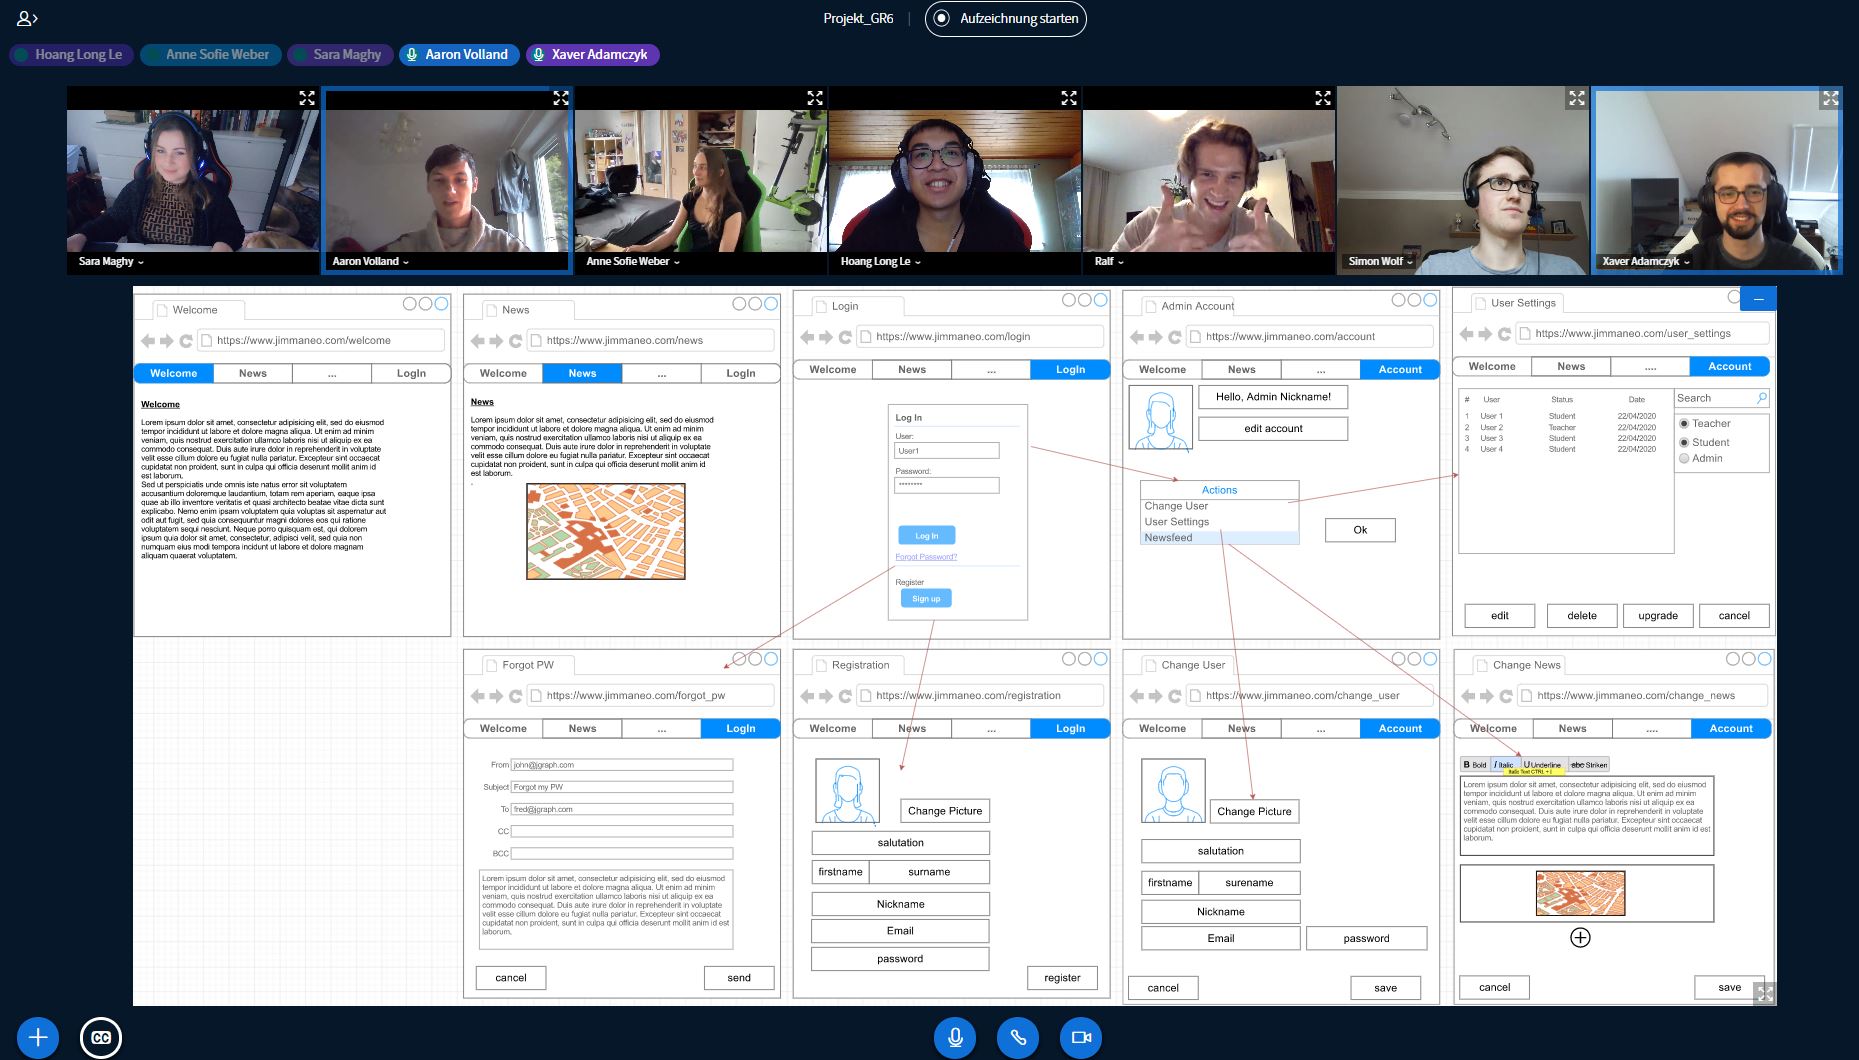 Projekt_GR6
Aufzeichnung starten
Hoang Long Le
Anne Sofie Weber
Sara Maghy
Aaron Volland
Xaver Adamczyk
Sara Maghy
Aaron Volland
Anne Sofie Weber
Hoang Long Le
Ralf
Simon Wolf
Xaver Adamczyk
Welcome
https://www.jimmaneo.com/welcome
Welcome News ... LogIn
Welcome
Lorem ipsum dolor sit amet, consectetur adipisicing elit, sed do eiusmod
tempor incididunt ut labore et dolore magna aliqua. Ut enim ad minim
veniam, quis nostrud exercitation ullamco laboris nisi ut aliquip ex ea
commodo consequat. Duis aute irure dolor in reprehenderit in voluptate
velit esse cillum dolore eu fugiat nulla pariatur. Excepteur sint occaecat
cupidatat non proident, sunt in culpa qui officia deserunt mollit anim id
est laborum.
Sed ut perspiciatis unde omnis iste natus error sit voluptatem
accusantium doloremque laudantium, totam rem aperiam, eaque ipsa
quae ab illo inventore veritatis et quasi architecto beatae vitae dicta sunt
explicabo. Nemo enim ipsam voluptatem quia voluptas sit aspernatur aut
odit aut fugit, sed quia consequuntur magni dolores eos qui ratione
voluptatem sequi nesciunt. Neque porro quisquam est, qui dolorem
ipsum quia dolor sit amet, consectetur, adipisci velit, sed quia non
numquam eius modi tempora incidunt ut labore et dolore magnam
aliquam quaerat voluptatem.
News
https://www.jimmaneo.com/news
Welcome News ... LogIn
News
Lorem ipsum dolor sit amet, consectetur adipisicing elit, sed do eiusmod
tempor incididunt ut labore et dolore magna aliqua. Ut enim ad minim
veniam, quis nostrud exercitation ullamco laboris nisi ut aliquip ex ea
commodo consequat. Duis aute irure dolor in reprehenderit in voluptate
velit esse cillum dolore eu fugiat nulla pariatur. Excepteur sint occaecat
cupidatat non proident, sunt in culpa qui officia deserunt mollit anim id
est laborum.
Login
https://www.jimmaneo.com/login
Welcome News ... LogIn
Log In
User:
User1
Password:
********
Log In
Forgot Password?
Register
Sign up
Admin Account
https://www.jimmaneo.com/account
Welcome News ... Account
Hello, Admin Nickname!
edit account
Actions
Change User
User Settings
Newsfeed
Ok
User Settings
https://www.jimmaneo.com/user_settings
Welcome News .... Account
# User Status Date
1 User 1 Student 22/04/2020
2 User 2 Teacher 22/04/2020
3 User 3 Student 22/04/2020
4 User 4 Student 22/04/2020
Search
Teacher
Student
Admin
edit delete upgrade cancel
Forgot PW
https://www.jimmaneo.com/forgot_pw
Welcome News ... LogIn
From john@jgraph.com
Subject Forgot my PW
To fred@jgraph.com
CC
BCC
Lorem ipsum dolor sit amet, consectetur adipisicing elit, sed do eiusmod
tempor incididunt ut labore et dolore magna aliqua. Ut enim ad minim
veniam, quis nostrud exercitation ullamco laboris nisi ut aliquip ex ea
commodo consequat. Duis aute irure dolor in reprehenderit in voluptate
velit esse cillum dolore eu fugiat nulla pariatur. Excepteur sint occaecat
cupidatat non proident, sunt in culpa qui officia deserunt mollit anim id est
laborum.
cancel send
Registration
https://www.jimmaneo.com/registration
Welcome News ... LogIn
Change Picture
salutation
firstname surname
Nickname
Email
password
register
Change User
https://www.jimmaneo.com/change_user
Welcome News ... Account
Change Picture
salutation
firstname surename
Nickname
Email password
cancel save
Change News
https://www.jimmaneo.com/change_news
Welcome News .... Account
B Bold I Italic U Underline abc Striken
Italic Text CTRL + I
Lorem ipsum dolor sit amet, consectetur adipisicing elit, sed do eiusmod
tempor incididunt ut labore et dolore magna aliqua. Ut enim ad minim
veniam, quis nostrud exercitation ullamco laboris nisi ut aliquip ex ea
commodo consequat. Duis aute irure dolor in reprehenderit in voluptate
velit esse cillum dolore eu fugiat nulla pariatur. Excepteur sint occaecat
cupidatat non proident, sunt in culpa qui officia deserunt mollit anim id est
laborum.
cancel save
CC